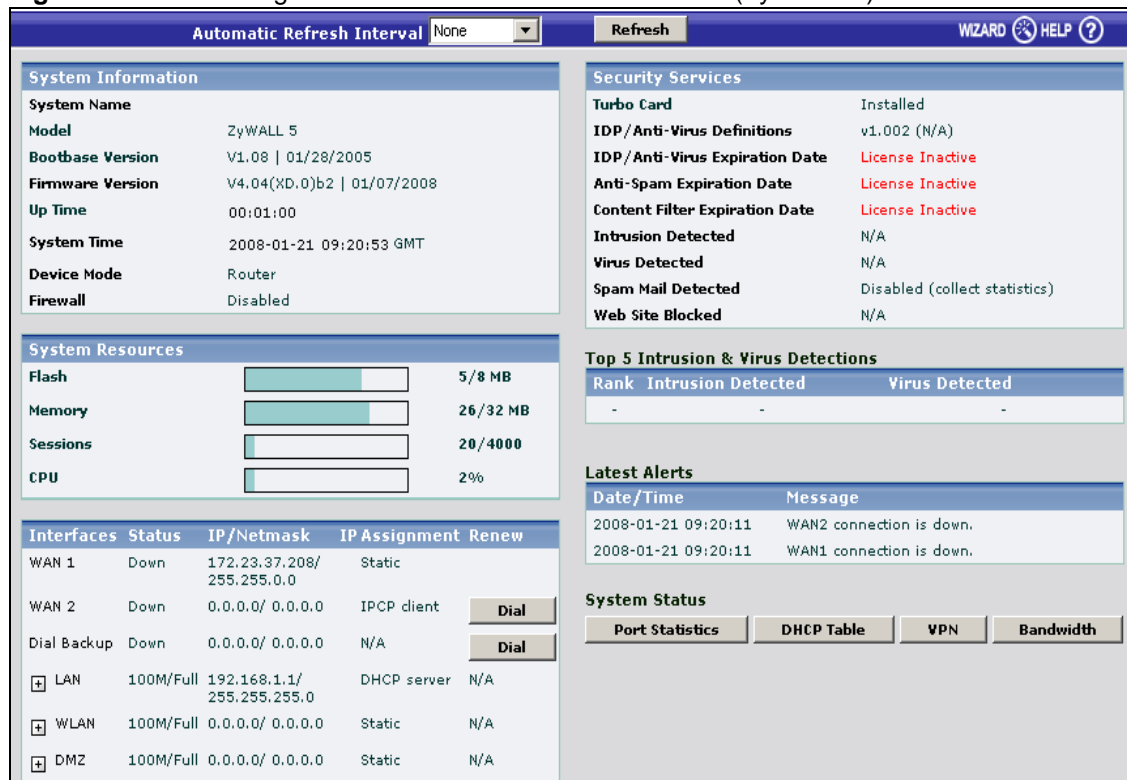 Automatic Refresh Interval None Refresh WIZARD HELP ?
System Information
System Name
Model ZyWALL 5
Bootbase Version V1.08 | 01/28/2005
Firmware Version V4.04(XD.0)b2 | 01/07/2008
Up Time 00:01:00
System Time 2008-01-21 09:20:53 GMT
Device Mode Router
Firewall Disabled
System Resources
Flash 5/8 MB
Memory 26/32 MB
Sessions 20/4000
CPU 2%
Interfaces Status IP/Netmask IP Assignment Renew
WAN 1 Down 172.23.37.208/ Static
255.255.0.0
WAN 2 Down 0.0.0.0/ 0.0.0.0 IPCP client Dial
Dial Backup Down 0.0.0.0/ 0.0.0.0 N/A Dial
+ LAN 100M/Full 192.168.1.1/ DHCP server N/A
255.255.255.0
+ WLAN 100M/Full 0.0.0.0/ 0.0.0.0 Static N/A
+ DMZ 100M/Full 0.0.0.0/ 0.0.0.0 Static N/A
Security Services
Turbo Card Installed
IDP/Anti-Virus Definitions v1.002 (N/A)
IDP/Anti-Virus Expiration Date License Inactive
Anti-Spam Expiration Date License Inactive
Content Filter Expiration Date License Inactive
Intrusion Detected N/A
Virus Detected N/A
Spam Mail Detected Disabled (collect statistics)
Web Site Blocked N/A
Top 5 Intrusion & Virus Detections
Rank Intrusion Detected Virus Detected
- - -
Latest Alerts
Date/Time Message
2008-01-21 09:20:11 WAN2 connection is down.
2008-01-21 09:20:11 WAN1 connection is down.
System Status
Port Statistics DHCP Table VPN Bandwidth